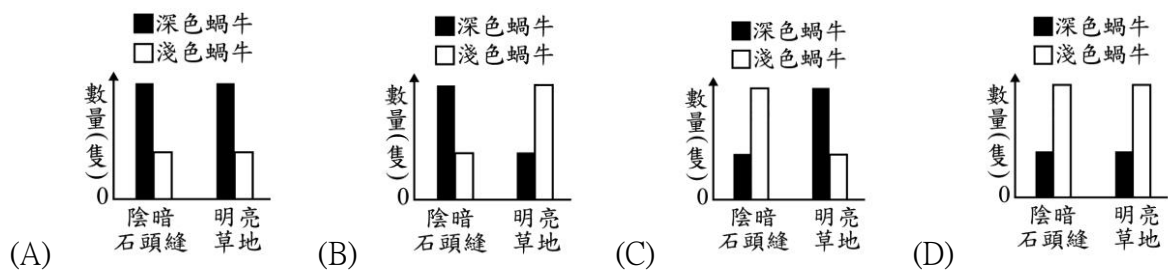 (A)
■深色蝸牛
□淺色蝸牛
數量(隻)
0
陰暗 明亮
石頭縫 草地
(B)
■深色蝸牛
□淺色蝸牛
數量(隻)
0
陰暗 明亮
石頭縫 草地
(C)
■深色蝸牛
□淺色蝸牛
數量(隻)
0
陰暗 明亮
石頭縫 草地
(D)
■深色蝸牛
□淺色蝸牛
數量(隻)
0
陰暗 明亮
石頭縫 草地